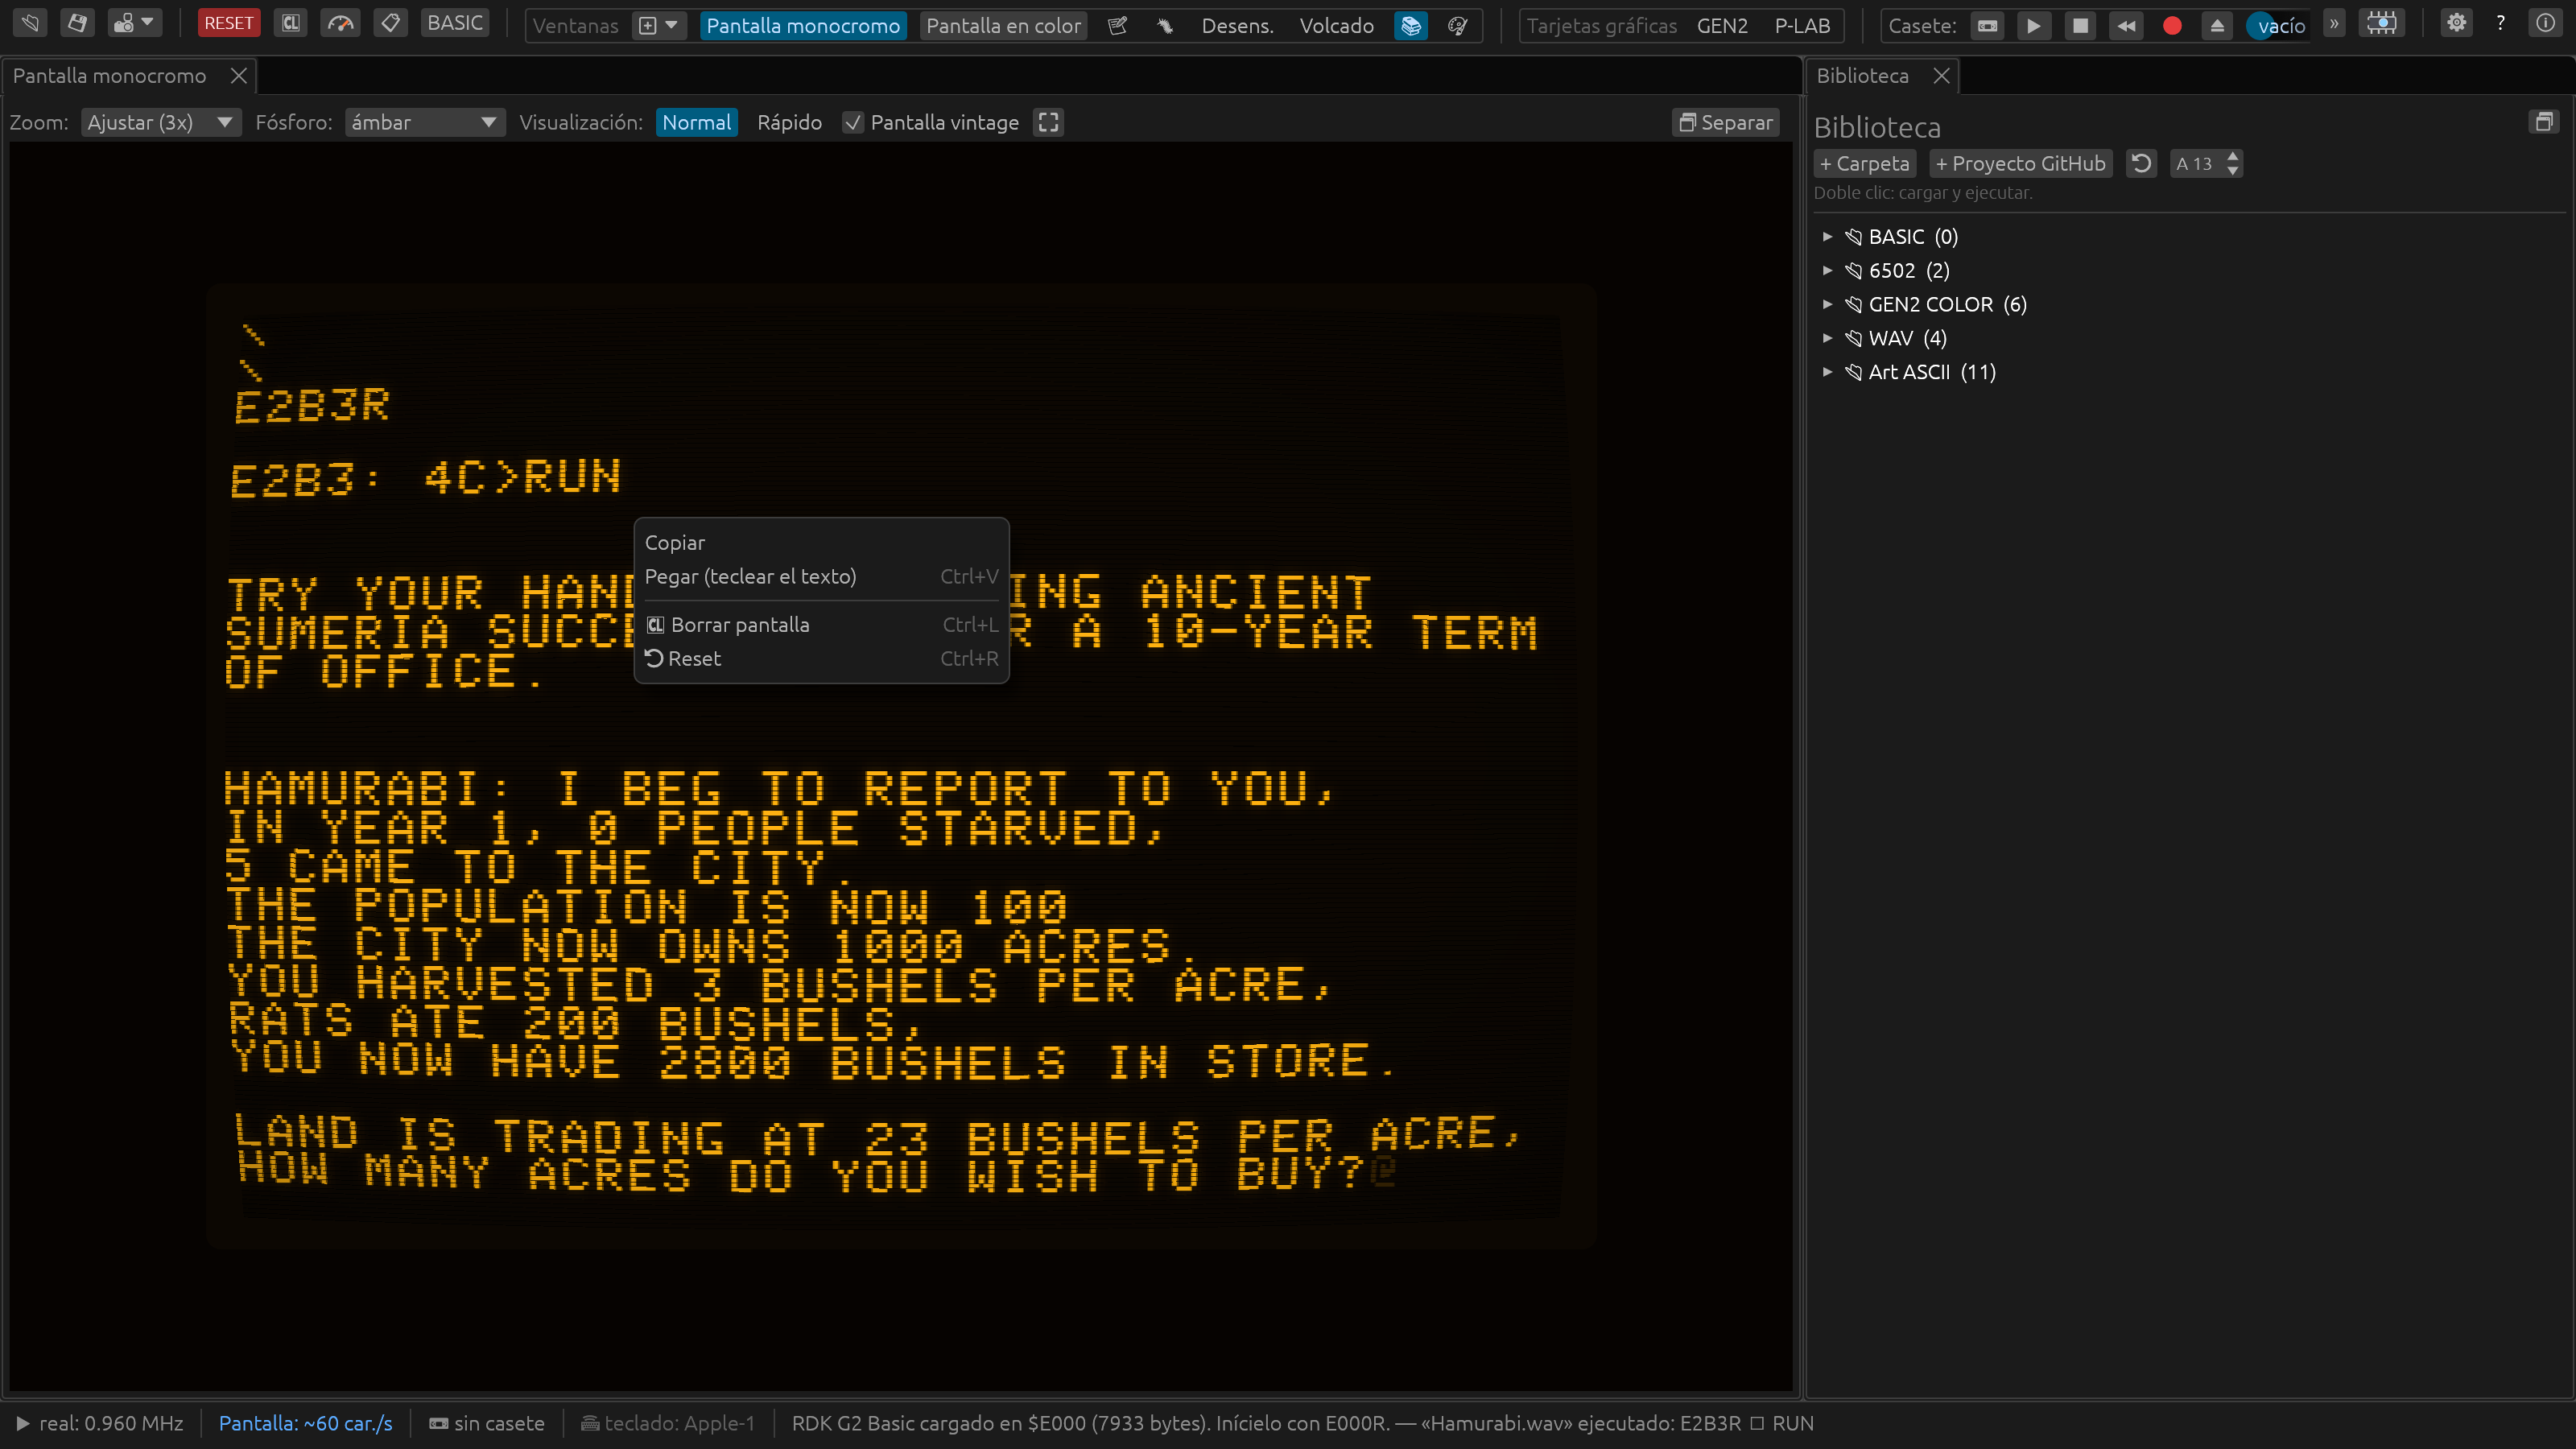 RESET CL BASIC Ventanas Pantalla monocromo Pantalla en color Desens. Volcado Tarjetas gráficas GEN2 P-LAB Casete: vacío » ?
Pantalla monocromo
Zoom: Ajustar (3x) Fósforo: ámbar Visualización: Normal Rápido Pantalla vintage Separar
\
\
E2B3R
E2B3: 4C>RUN
Copiar
Pegar (teclear el texto) Ctrl+V
CL Borrar pantalla Ctrl+L
Reset Ctrl+R
TRY YOUR ING ANCIENT
SUMERIA A 10-YEAR TERM
OF OFFICE.
HAMURABI: I BEG TO REPORT TO YOU,
IN YEAR 1, 0 PEOPLE STARVED,
5 CAME TO THE CITY.
THE POPULATION IS NOW 100
THE CITY NOW OWNS 1000 ACRES.
YOU HARVESTED 3 BUSHELS PER ACRE,
RATS ATE 200 BUSHELS,
YOU NOW HAVE 2800 BUSHELS IN STORE.
LAND IS TRADING AT 23 BUSHELS PER ACRE,
HOW MANY ACRES DO YOU WISH TO BUY?@
Biblioteca
Biblioteca
+ Carpeta + Proyecto GitHub A 13
Doble clic: cargar y ejecutar.
BASIC (0)
6502 (2)
GEN2 COLOR (6)
WAV (4)
Art ASCII (11)
real: 0.960 MHz Pantalla: ~60 car./s sin casete teclado: Apple-1 RDK G2 Basic cargado en $E000 (7933 bytes). Inícielo con E000R. — «Hamurabi.wav» ejecutado: E2B3R □ RUN